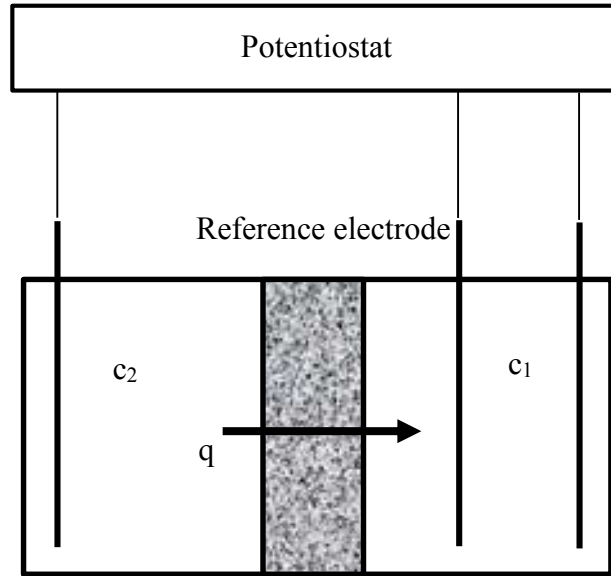 Potentiostat
Reference electrode
c₂
c₁
q